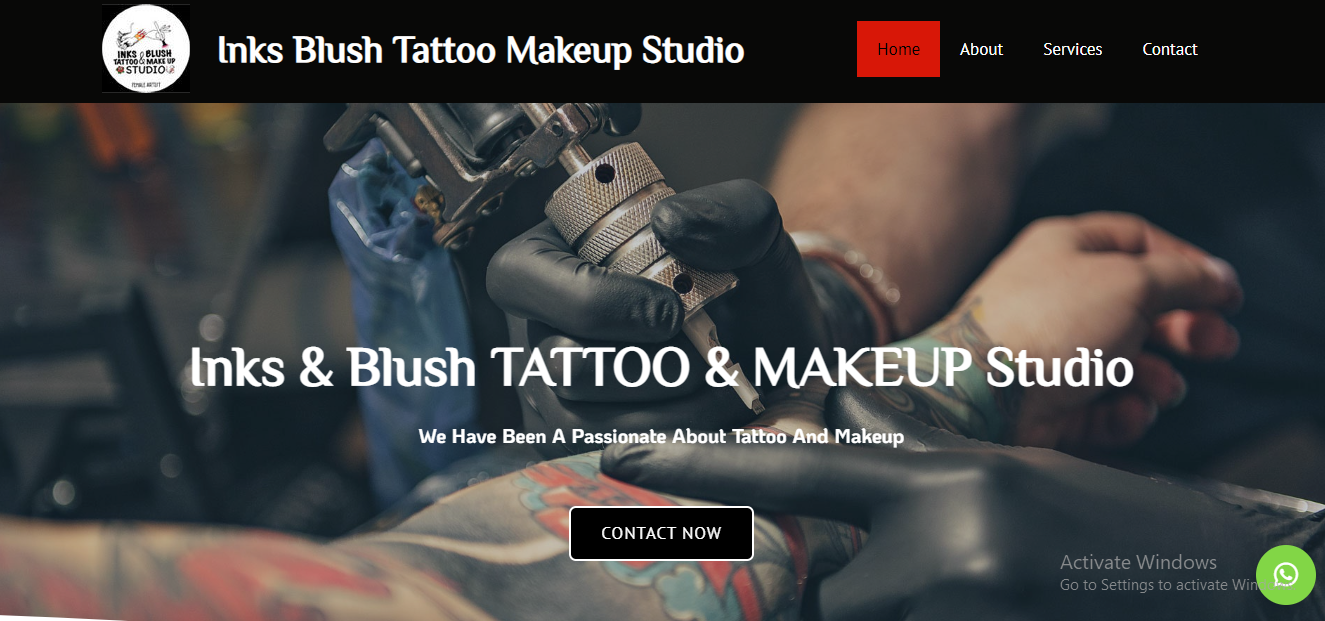 INKS & BLUSH
TATTOO & MAKE UP
STUDIO
FEMALE ARTIST
Inks Blush Tattoo Makeup Studio
Home
About
Services
Contact
Inks & Blush TATTOO & MAKEUP Studio
We Have Been A Passionate About Tattoo And Makeup
CONTACT NOW
Activate Windows
Go to Settings to activate Win